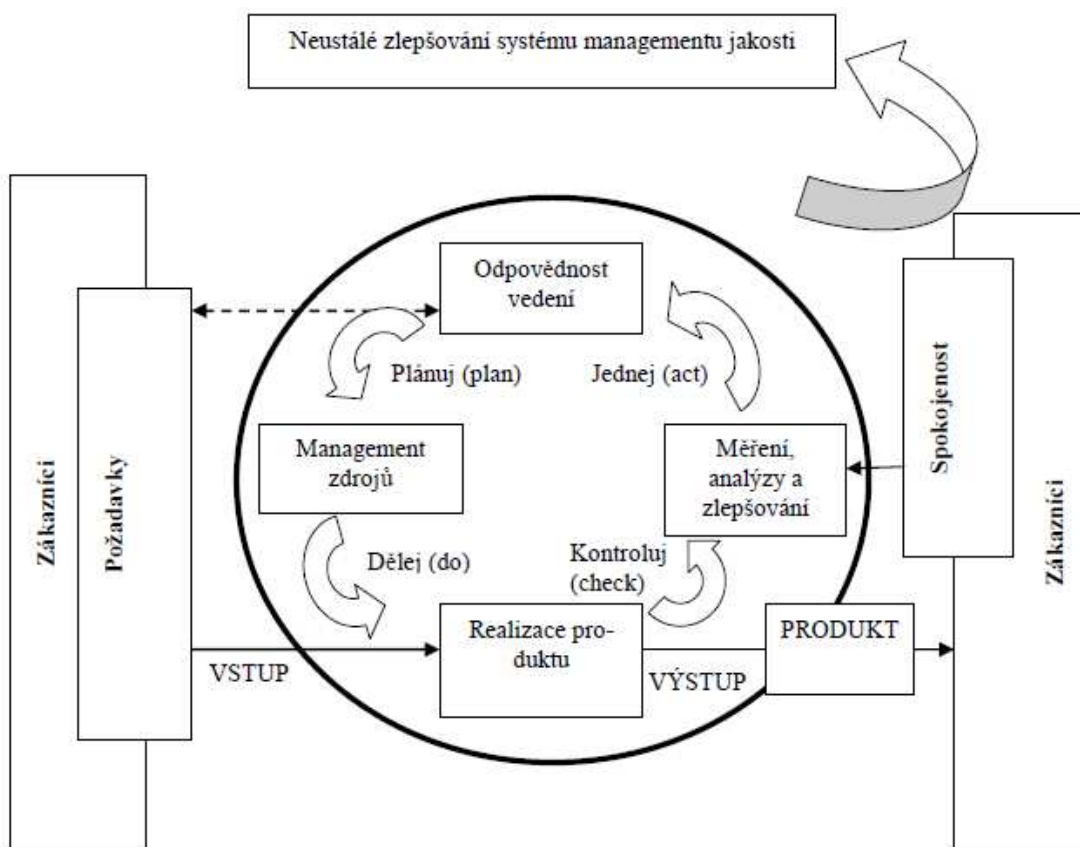 Neustálé zlepšování systému managementu jakosti
Odpovědnost
vedení
Plánuj (plan)
Jednej (act)
Management
zdrojů
Měření,
analýzy a
zlepšování
Spokojenost
Zákazníci
Požadavky
Zákazníci
Dělej (do)
Kontroluj
(check)
Realizace pro-
duktu
PRODUKT
VSTUP
VÝSTUP